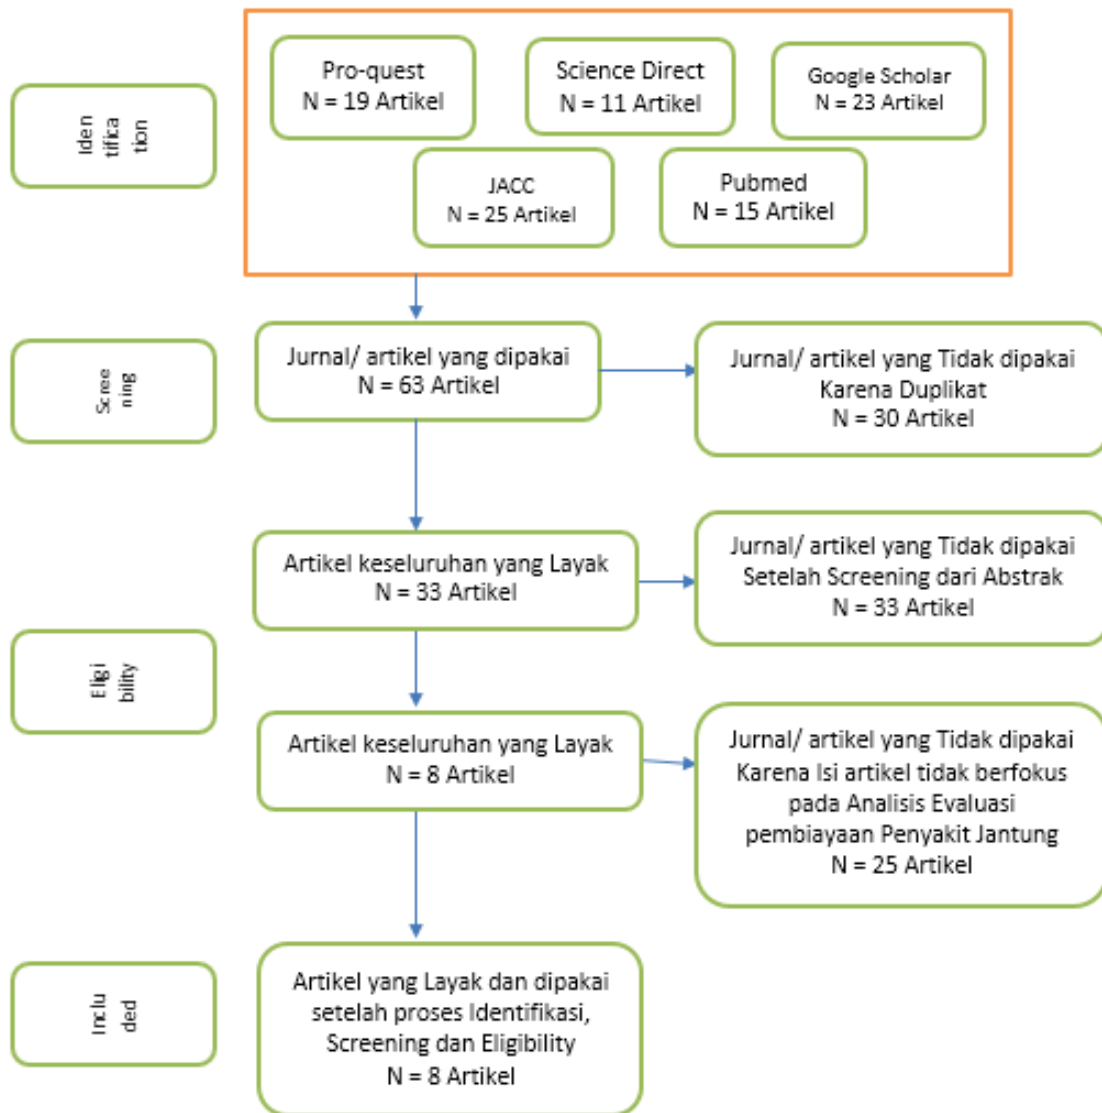 Iden
tifica
tion
Pro-quest
N = 19 Artikel
Science Direct
N = 11 Artikel
Google Scholar
N = 23 Artikel
JACC
N = 25 Artikel
Pubmed
N = 15 Artikel
Scree
ning
Jurnal/ artikel yang dipakai
N = 63 Artikel
Jurnal/ artikel yang Tidak dipakai
Karena Duplikat
N = 30 Artikel
Artikel keseluruhan yang Layak
N = 33 Artikel
Jurnal/ artikel yang Tidak dipakai
Setelah Screening dari Abstrak
N = 33 Artikel
Eligi
bility
Artikel keseluruhan yang Layak
N = 8 Artikel
Jurnal/ artikel yang Tidak dipakai
Karena Isi artikel tidak berfokus
pada Analisis Evaluasi
pembiayaan Penyakit Jantung
N = 25 Artikel
Inclu
ded
Artikel yang Layak dan dipakai
setelah proses Identifikasi,
Screening dan Eligibility
N = 8 Artikel